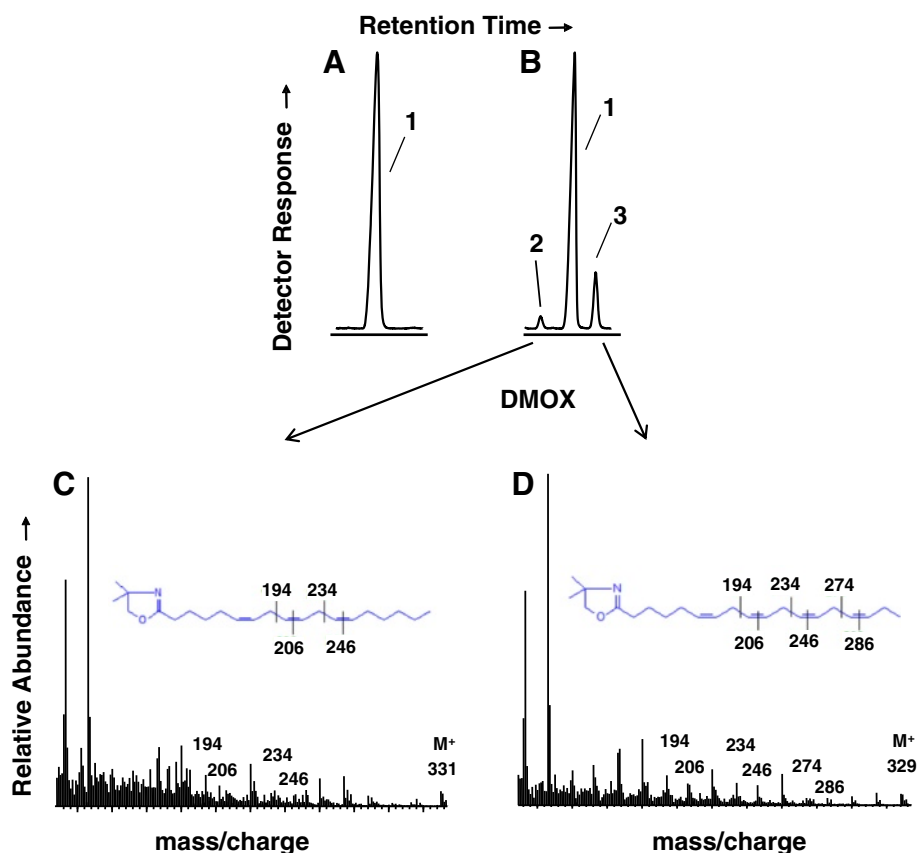 Retention Time →
A
B
Detector Response →
1
1
2
3
DMOX
C
D
Relative Abundance →
N
O
194 234
206 246
N
O
194 234 274
206 246 286
194
206
234
246
M+
331
194
206
234
246
274
286
M+
329
mass/charge
mass/charge